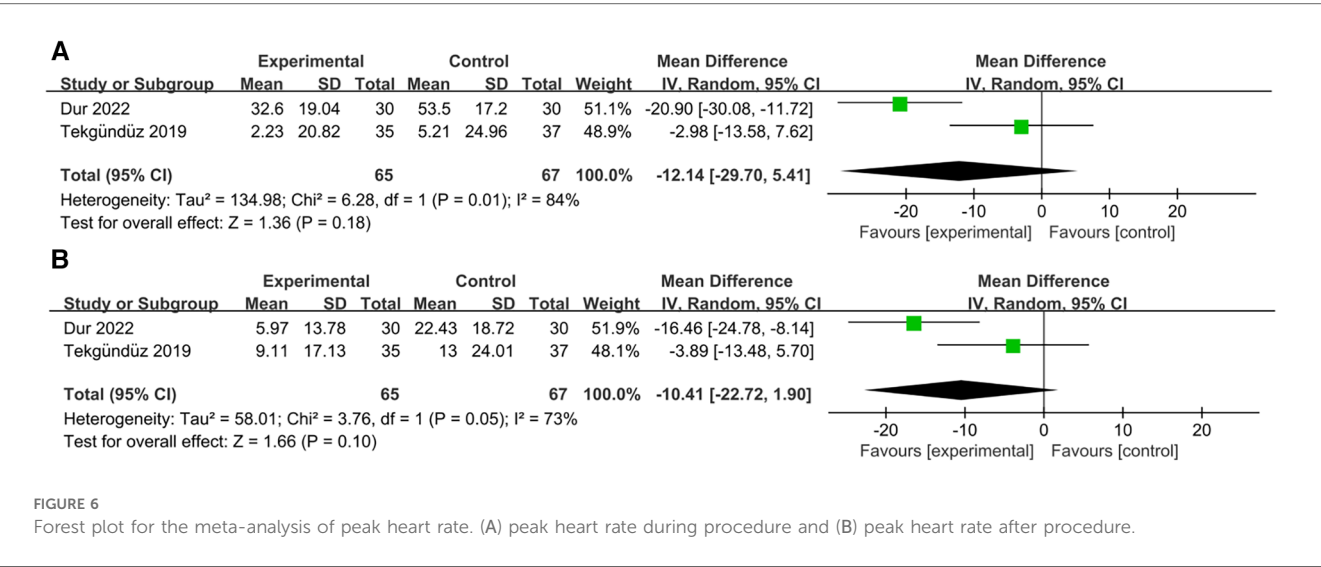 A
Experimental Control Mean Difference Mean Difference
Study or Subgroup Mean SD Total Mean SD Total Weight IV, Random, 95% CI IV, Random, 95% CI
Dur 2022 32.6 19.04 30 53.5 17.2 30 51.1% -20.90 [-30.08, -11.72]
Tekgündüz 2019 2.23 20.82 35 5.21 24.96 37 48.9% -2.98 [-13.58, 7.62]
Total (95% CI) 65 67 100.0% -12.14 [-29.70, 5.41]
Heterogeneity: Tau² = 134.98; Chi² = 6.28, df = 1 (P = 0.01); I² = 84%
Test for overall effect: Z = 1.36 (P = 0.18)
-20 -10 0 10 20
Favours [experimental] Favours [control]
B
Experimental Control Mean Difference Mean Difference
Study or Subgroup Mean SD Total Mean SD Total Weight IV, Random, 95% CI IV, Random, 95% CI
Dur 2022 5.97 13.78 30 22.43 18.72 30 51.9% -16.46 [-24.78, -8.14]
Tekgündüz 2019 9.11 17.13 35 13 24.01 37 48.1% -3.89 [-13.48, 5.70]
Total (95% CI) 65 67 100.0% -10.41 [-22.72, 1.90]
Heterogeneity: Tau² = 58.01; Chi² = 3.76, df = 1 (P = 0.05); I² = 73%
Test for overall effect: Z = 1.66 (P = 0.10)
-20 -10 0 10 20
Favours [experimental] Favours [control]
FIGURE 6
Forest plot for the meta-analysis of peak heart rate. (A) peak heart rate during procedure and (B) peak heart rate after procedure.